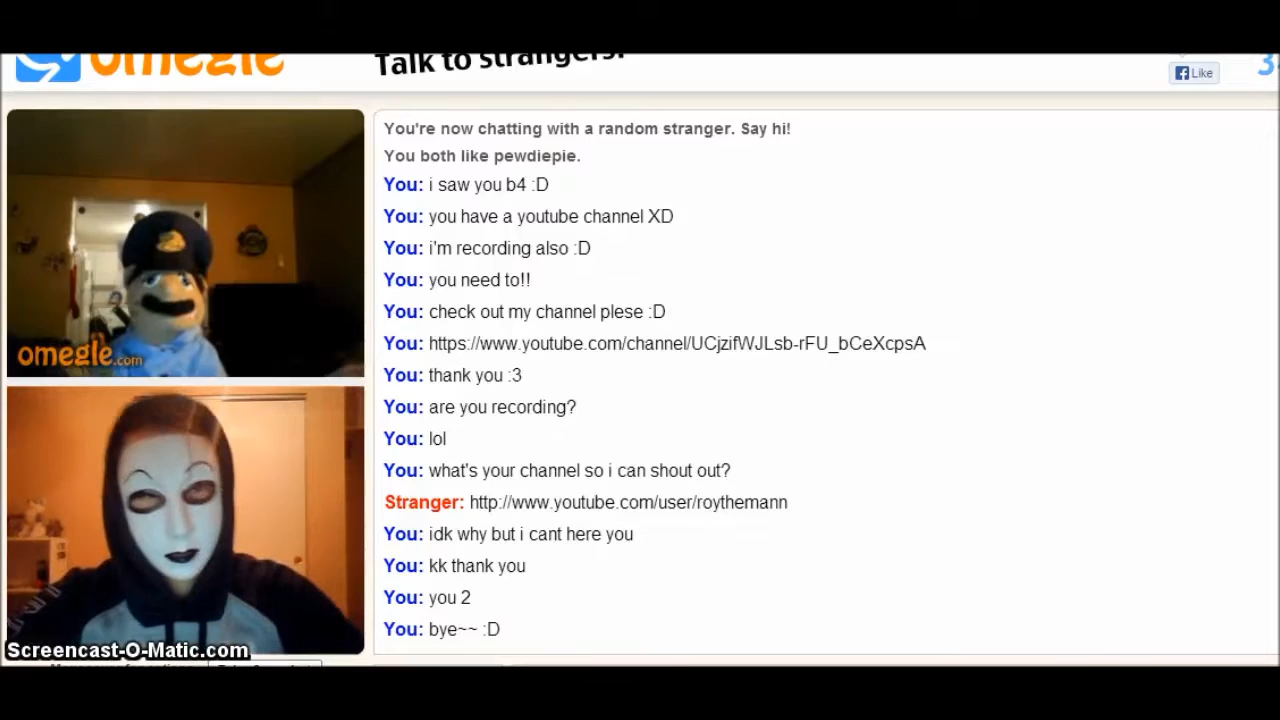 omegle
Talk to strangers!
Like
You're now chatting with a random stranger. Say hi!
You both like pewdiepie.
You: i saw you b4 :D
You: you have a youtube channel XD
You: i'm recording also :D
You: you need to!!
You: check out my channel plese :D
You: https://www.youtube.com/channel/UCjzifWJLsb-rFU_bCeXcpsA
You: thank you :3
You: are you recording?
You: lol
You: what's your channel so i can shout out?
Stranger: http://www.youtube.com/user/roythemann
You: idk why but i cant here you
You: kk thank you
You: you 2
You: bye~~ :D
omegle.com
Screencast-O-Matic.com